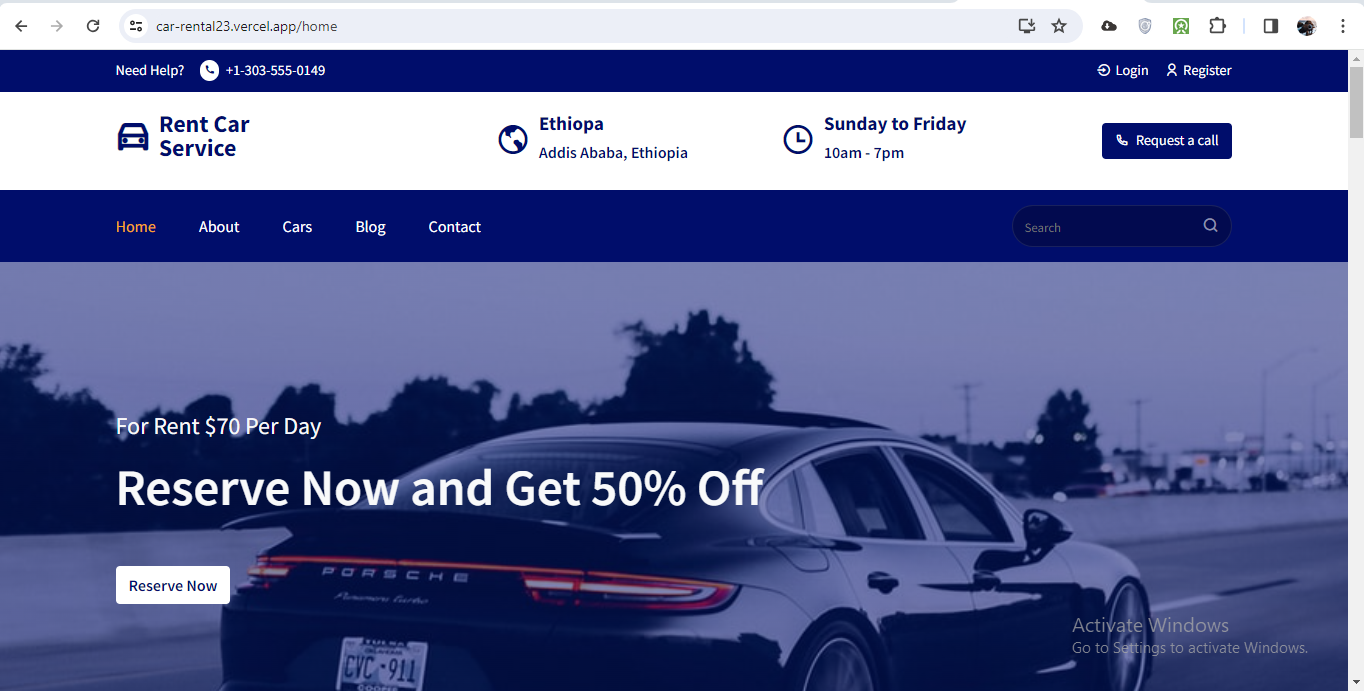 car-rental23.vercel.app/home
Need Help? +1-303-555-0149
Login Register
Rent Car
Service
Ethiopa
Addis Ababa, Ethiopia
Sunday to Friday
10am - 7pm
Request a call
Home About Cars Blog Contact
Search
For Rent $70 Per Day
Reserve Now and Get 50% Off
Reserve Now
PORSCHE
Panamera Turbo
OKLAHOMA
CVC-911
Activate Windows
Go to Settings to activate Windows.